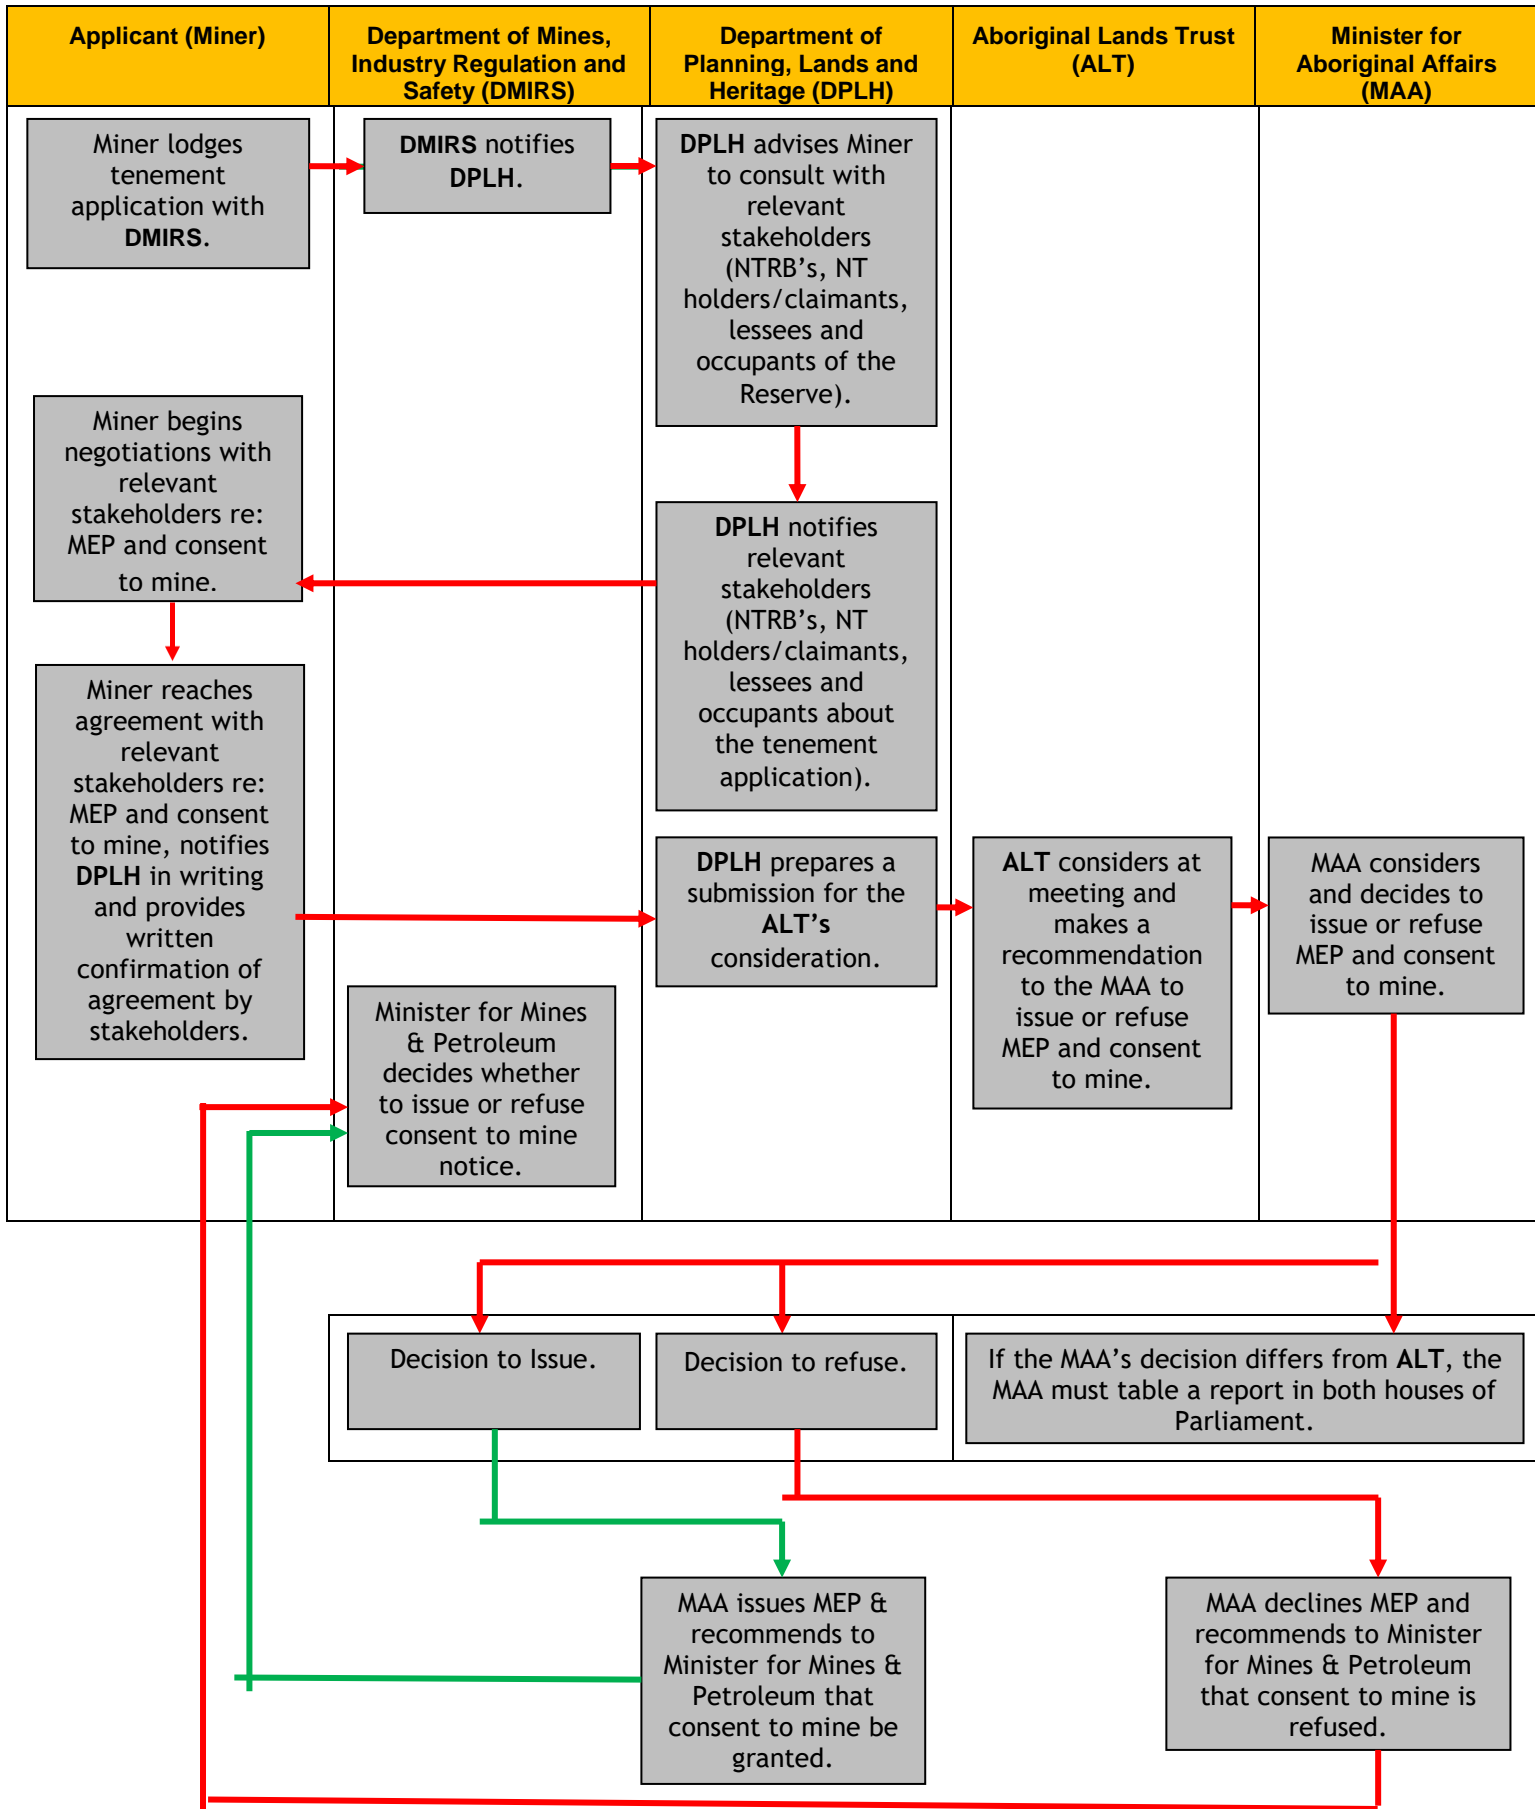 Applicant (Miner)
Department of Mines,
Industry Regulation and
Safety (DMIRS)
Department of
Planning, Lands and
Heritage (DPLH)
Aboriginal Lands Trust
(ALT)
Minister for
Aboriginal Affairs
(MAA)
Miner lodges
tenement
application with
DMIRS.
DMIRS notifies
DPLH.
DPLH advises Miner
to consult with
relevant
stakeholders
(NTRB’s, NT
holders/claimants,
lessees and
occupants of the
Reserve).
Miner begins
negotiations with
relevant
stakeholders re:
MEP and consent
to mine.
DPLH notifies
relevant
stakeholders
(NTRB’s, NT
holders/claimants,
lessees and
occupants about
the tenement
application).
Miner reaches
agreement with
relevant
stakeholders re:
MEP and consent
to mine, notifies
DPLH in writing
and provides
written
confirmation of
agreement by
stakeholders.
DPLH prepares a
submission for the
ALT’s
consideration.
ALT considers at
meeting and
makes a
recommendation
to the MAA to
issue or refuse
MEP and consent
to mine.
MAA considers
and decides to
issue or refuse
MEP and consent
to mine.
Minister for Mines
& Petroleum
decides whether
to issue or refuse
consent to mine
notice.
Decision to Issue.
Decision to refuse.
If the MAA’s decision differs from ALT, the
MAA must table a report in both houses of
Parliament.
MAA issues MEP &
recommends to
Minister for Mines &
Petroleum that
consent to mine be
granted.
MAA declines MEP and
recommends to Minister
for Mines & Petroleum
that consent to mine is
refused.